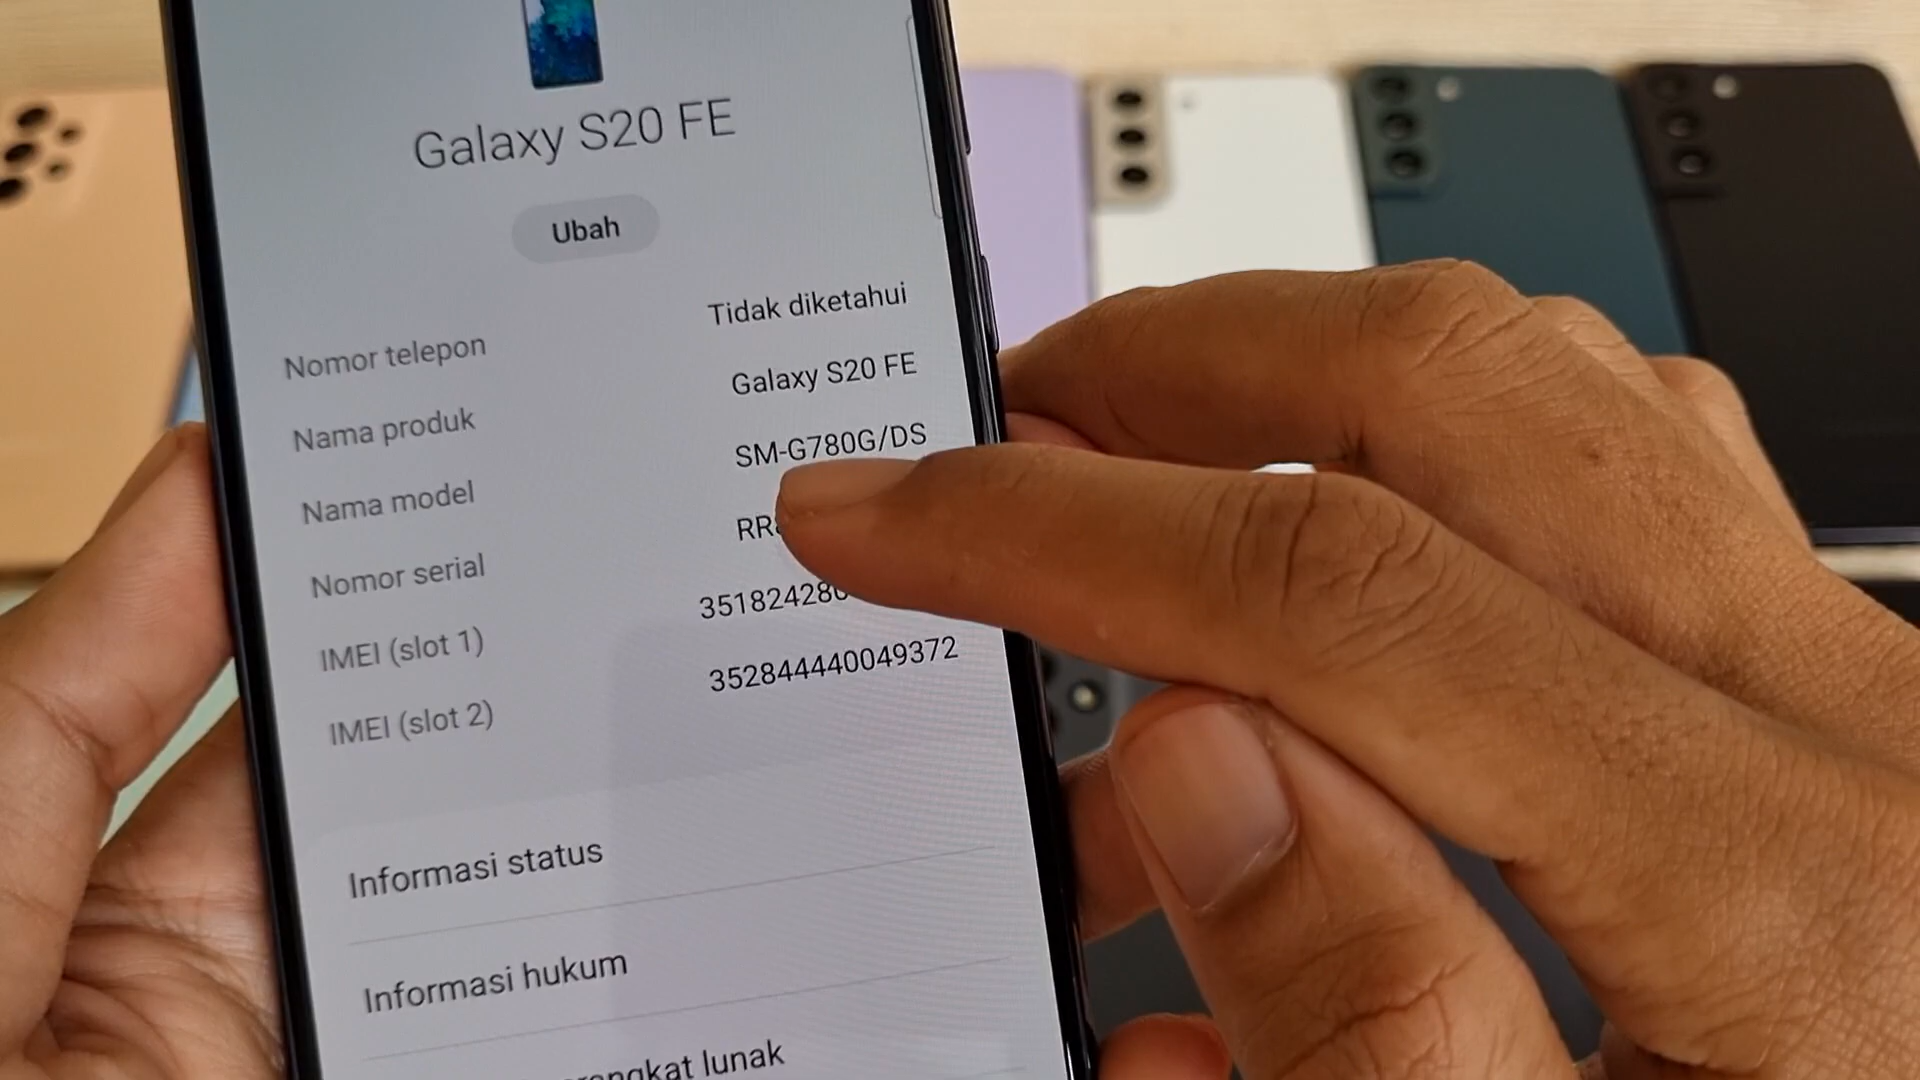 Galaxy S20 FE
Ubah
Nomor telepon Tidak diketahui
Nama produk Galaxy S20 FE
Nama model SM-G780G/DS
Nomor serial
IMEI (slot 1)
IMEI (slot 2) 352844440049372
Informasi status
Informasi hukum
lunak